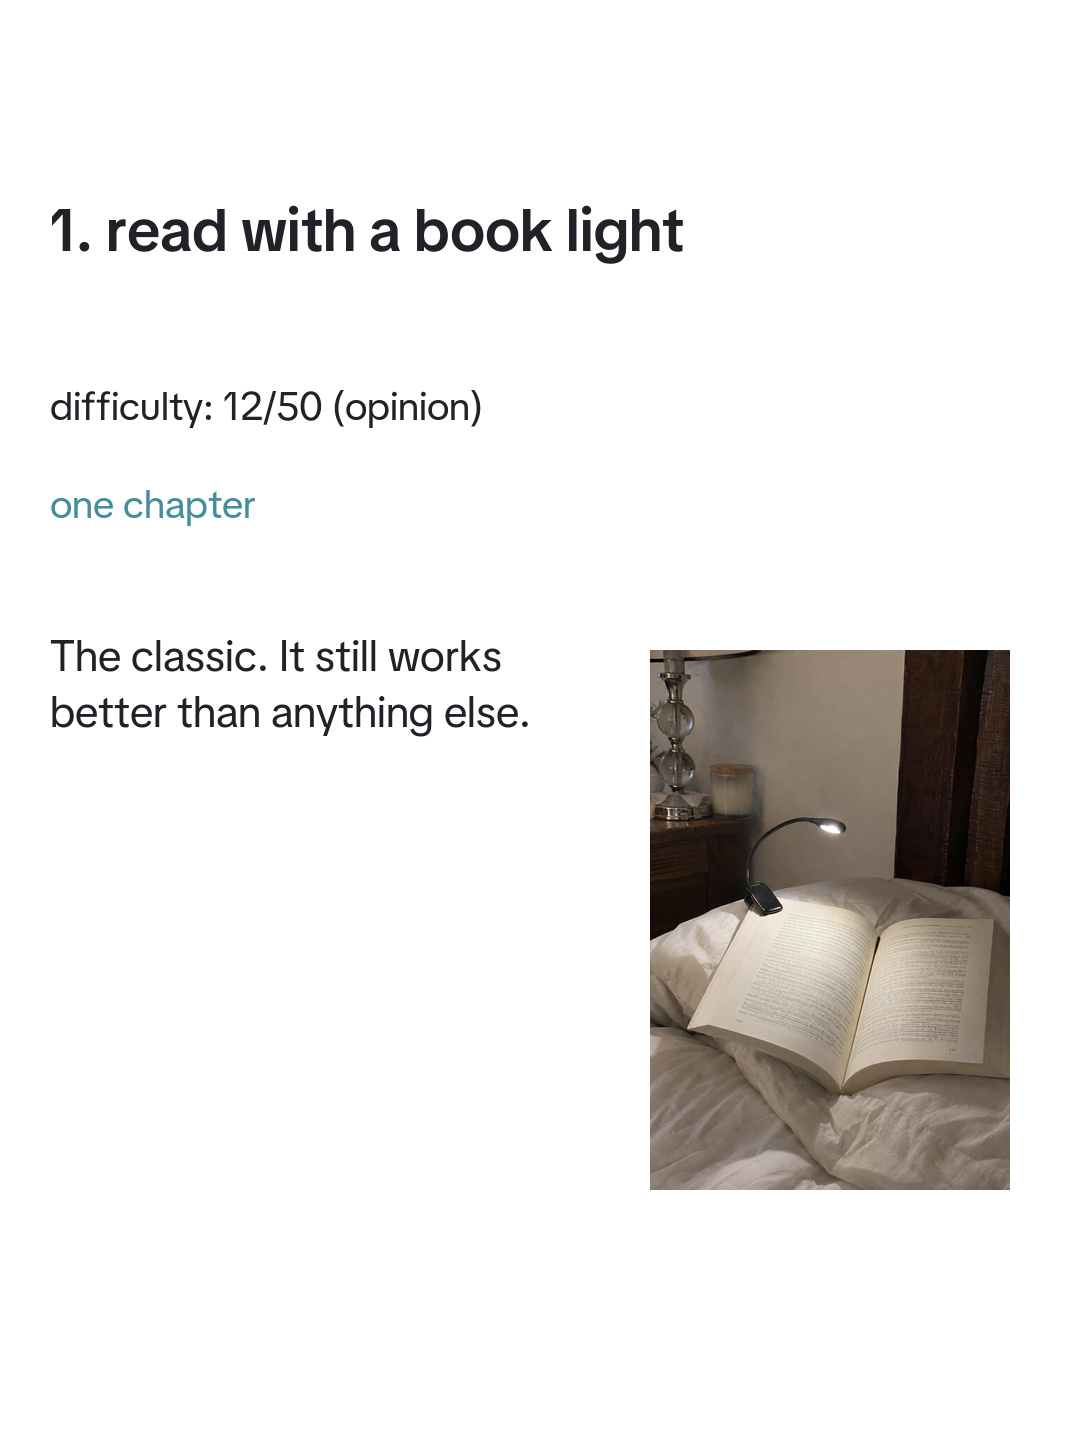 1. read with a book light
difficulty: 12/50 (opinion)
one chapter
The classic. It still works
better than anything else.